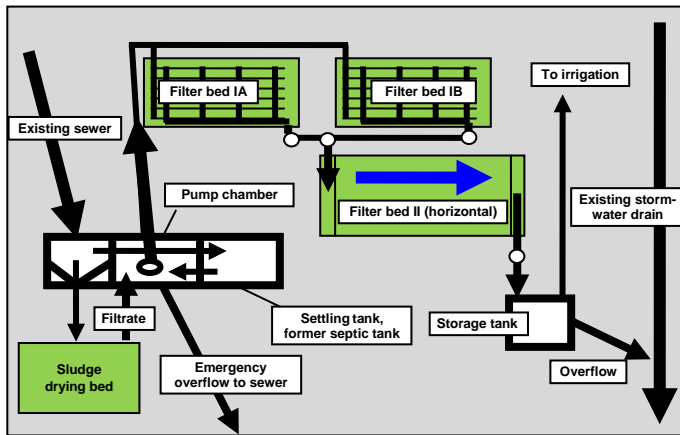 To irrigation
Filter bed IA
Filter bed IB
Existing sewer
Pump chamber
Filter bed II (horizontal)
Existing storm-
water drain
Filtrate
Settling tank,
former septic tank
Storage tank
Sludge
drying bed
Emergency
overflow to sewer
Overflow